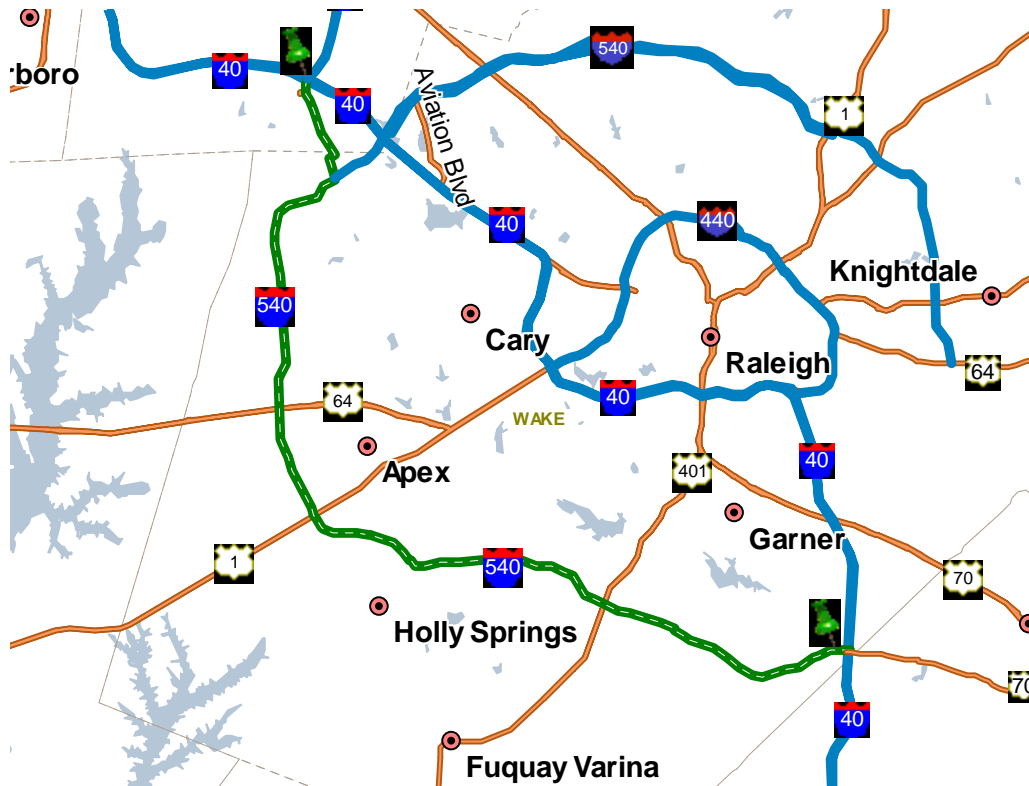 540
40
rboro
40
Aviation Blvd
1
40
440
Knightdale
540
Cary
Raleigh
64
64
40
WAKE
Apex
401
40
Garner
1
540
70
Holly Springs
70
40
Fuquay Varina